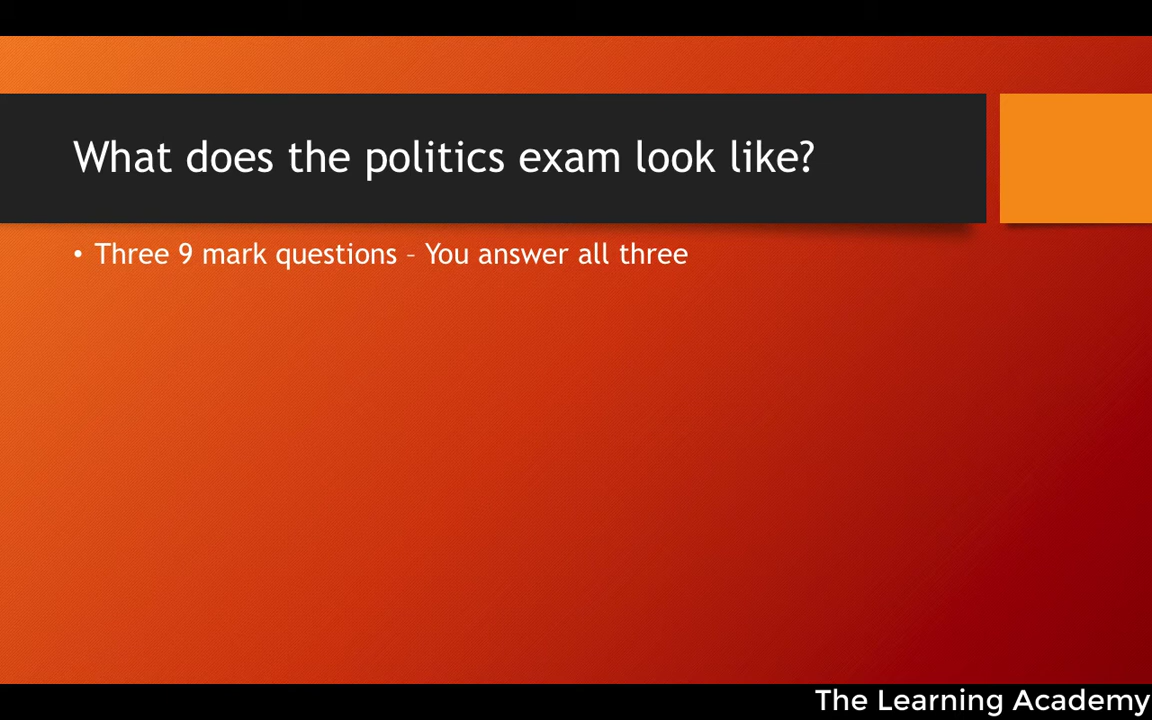 What does the politics exam look like?
• Three 9 mark questions – You answer all three
The Learning Academy